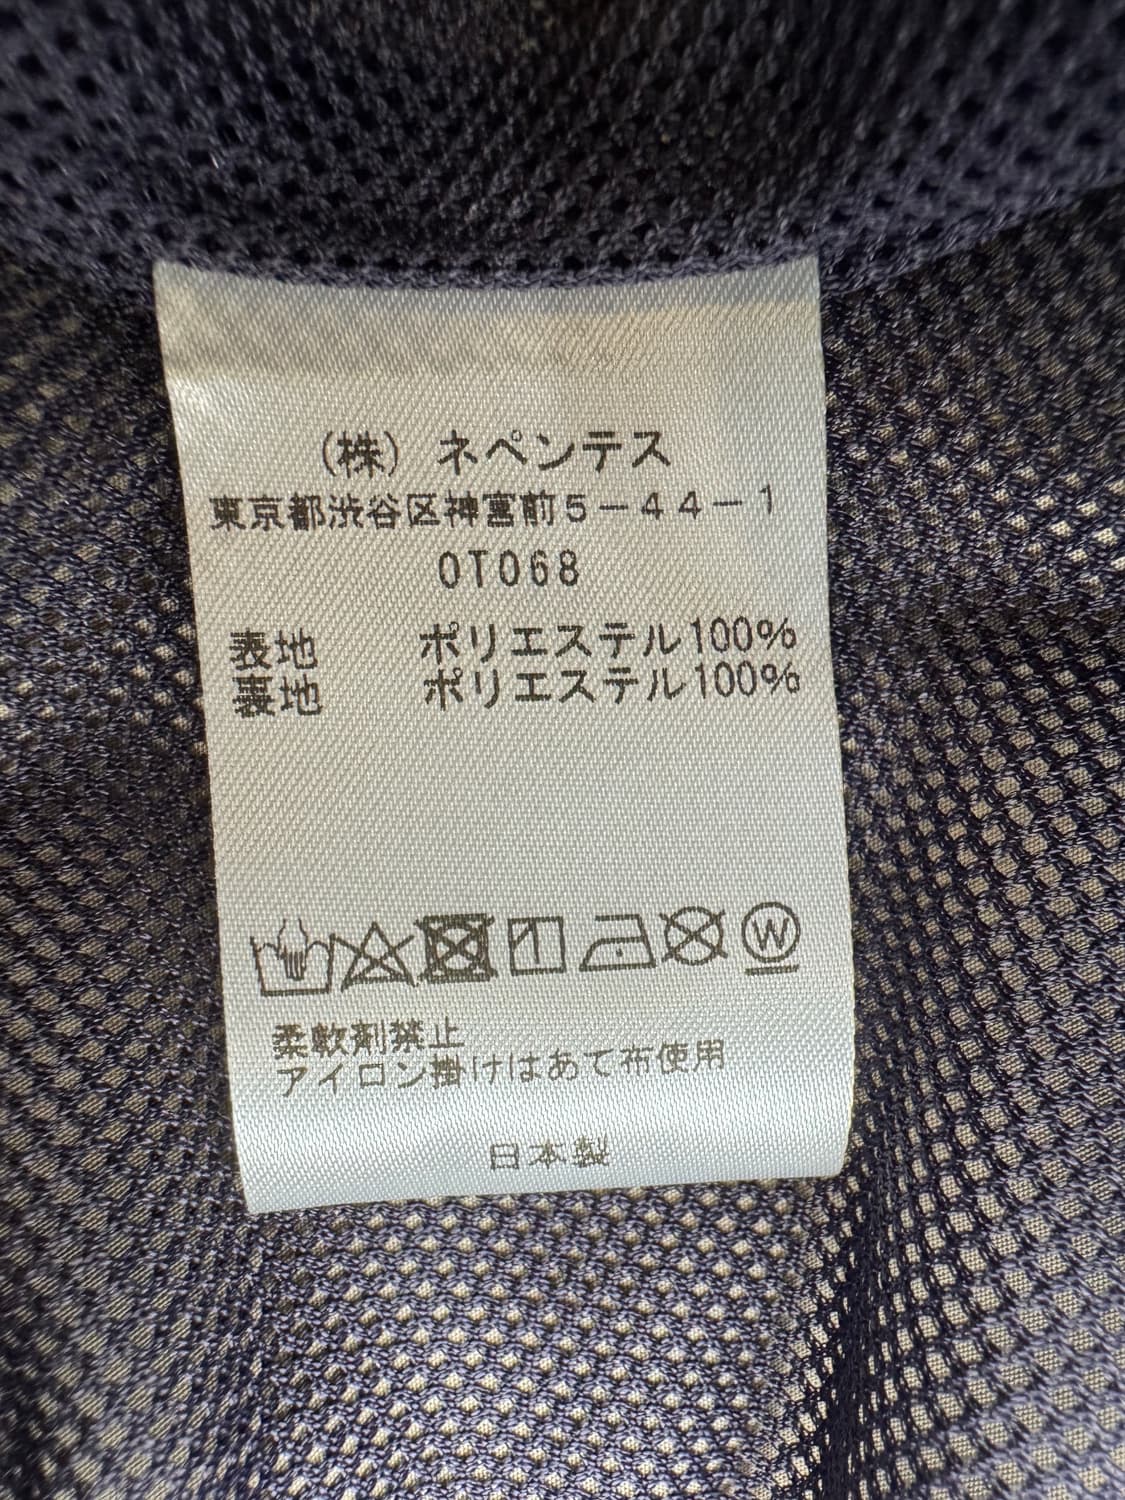 (株) ネペンテス
東京都渋谷区神宮前5-44-1
OT068
表地 ポリエステル100%
裏地 ポリエステル100%
W
柔軟剤禁止
アイロン掛けはあて布使用
日本製